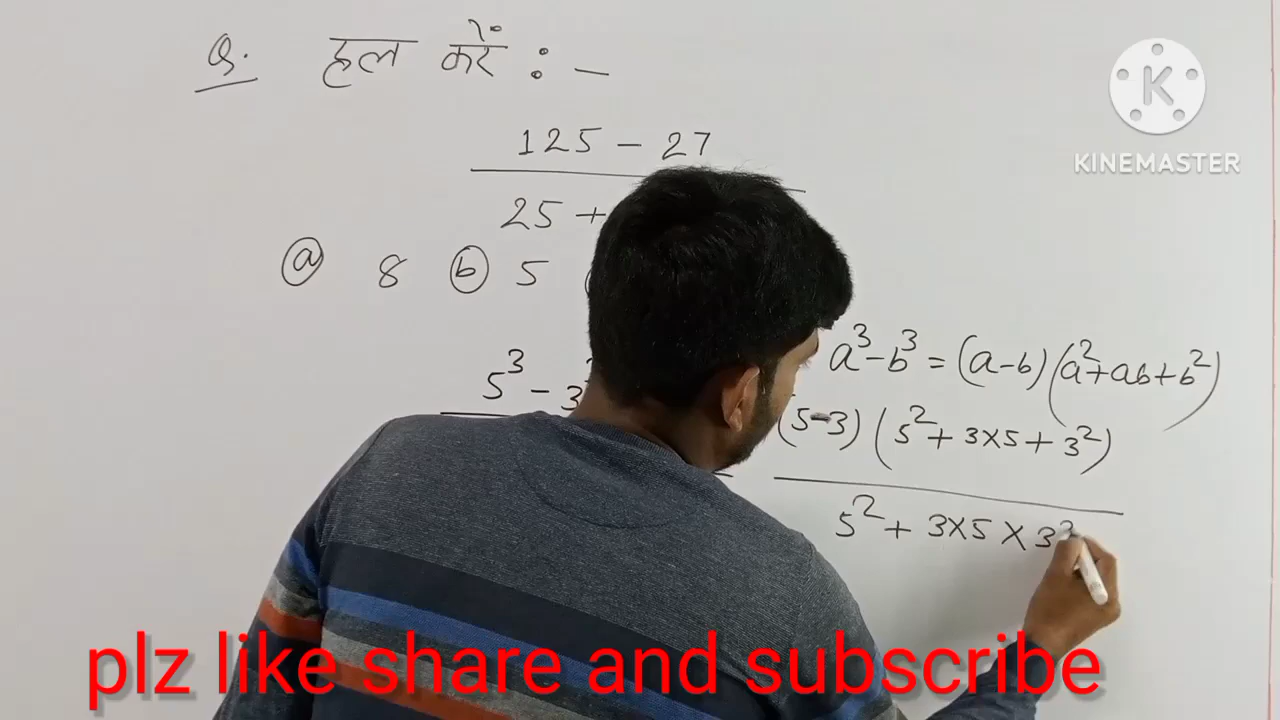 Q. हल करें :-
125 - 27
25 +
ⓐ 8 ⓑ 5
a³-b³ = (a-b)(a²+ab+b²)
5³ - 3
(5-3) (5²+ 3×5 + 3²)
5² + 3×5 × 3²
K
KINEMASTER
plz like share and subscribe